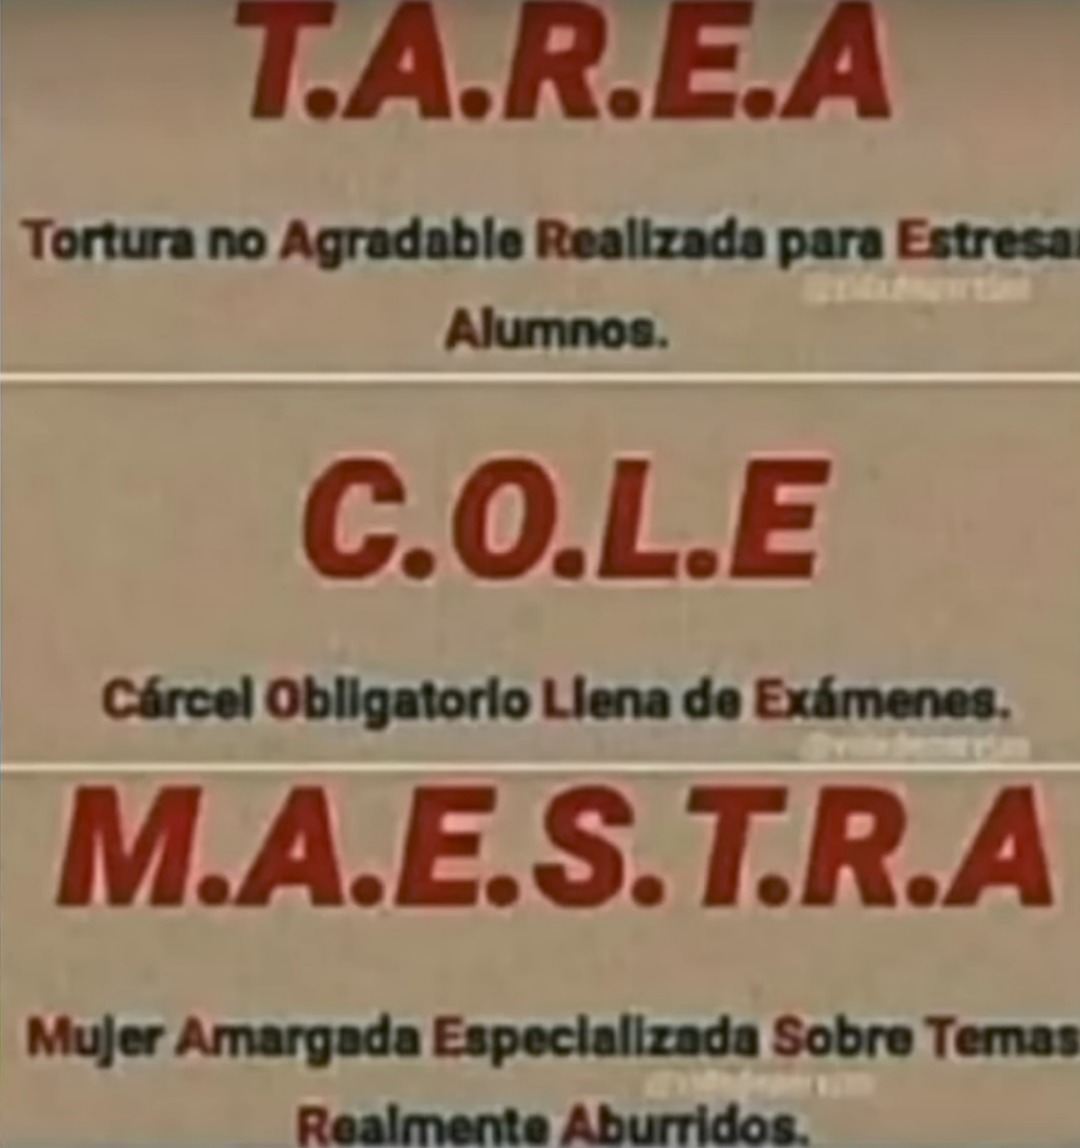 T.A.R.E.A
Tortura no Agradable Realizada para Estresar
Alumnos.
C.O.L.E
Cárcel Obligatorio Llena de Exámenes.
M.A.E.S.T.R.A
Mujer Amargada Especializada Sobre Temas
Realmente Aburridos.